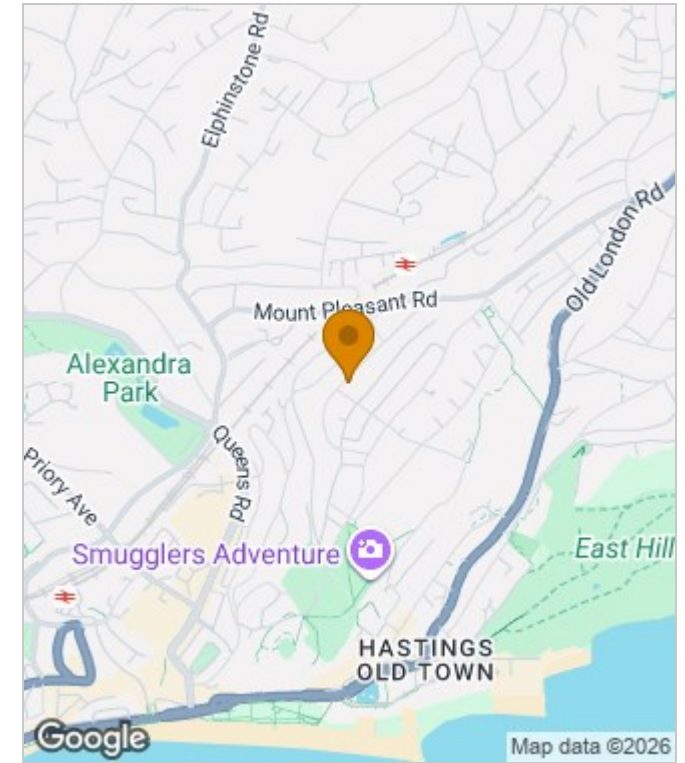 Elphinstone Rd
Old London Rd
Mount Pleasant Rd
Alexandra
Park
Queens Rd
Priory Ave
Smugglers Adventure
East Hill
HASTINGS
OLD TOWN
Google
Map data ©2026